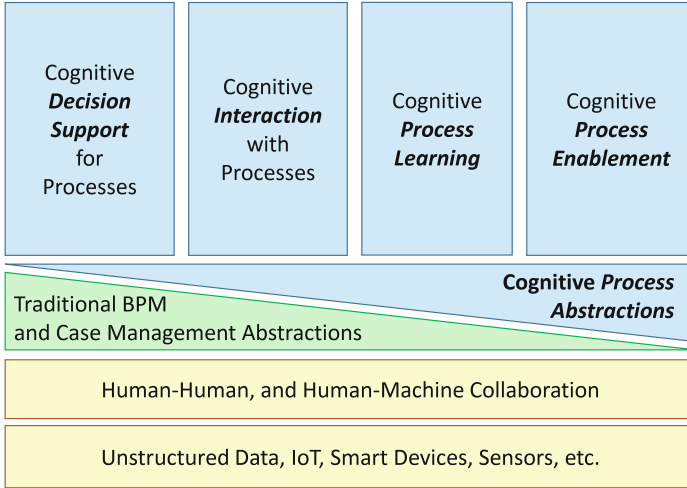 Cognitive
Decision
Support
for
Processes
Cognitive
Interaction
with
Processes
Cognitive
Process
Learning
Cognitive
Process
Enablement
Cognitive Process
Abstractions
Traditional BPM
and Case Management Abstractions
Human-Human, and Human-Machine Collaboration
Unstructured Data, IoT, Smart Devices, Sensors, etc.